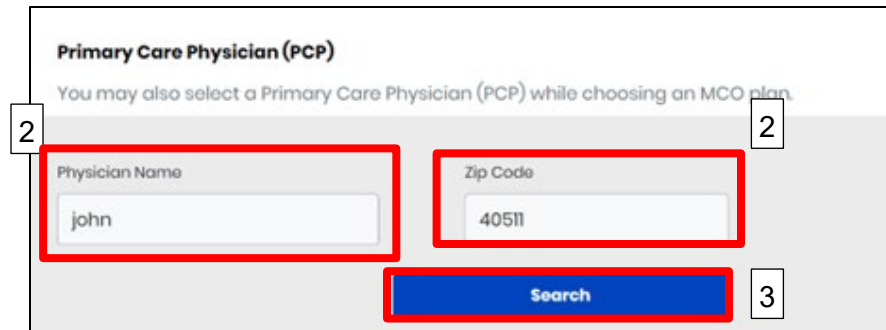 Primary Care Physician (PCP)
You may also select a Primary Care Physician (PCP) while choosing an MCO plan.
2
2
Physician Name
Zip Code
john
40511
Search
3